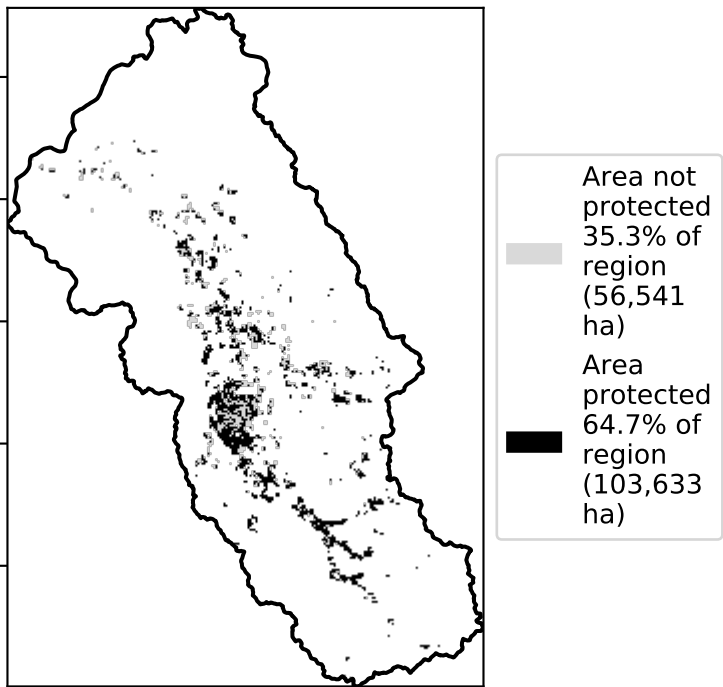 Area not
protected
35.3% of
region
(56,541
ha)
Area
protected
64.7% of
region
(103,633
ha)